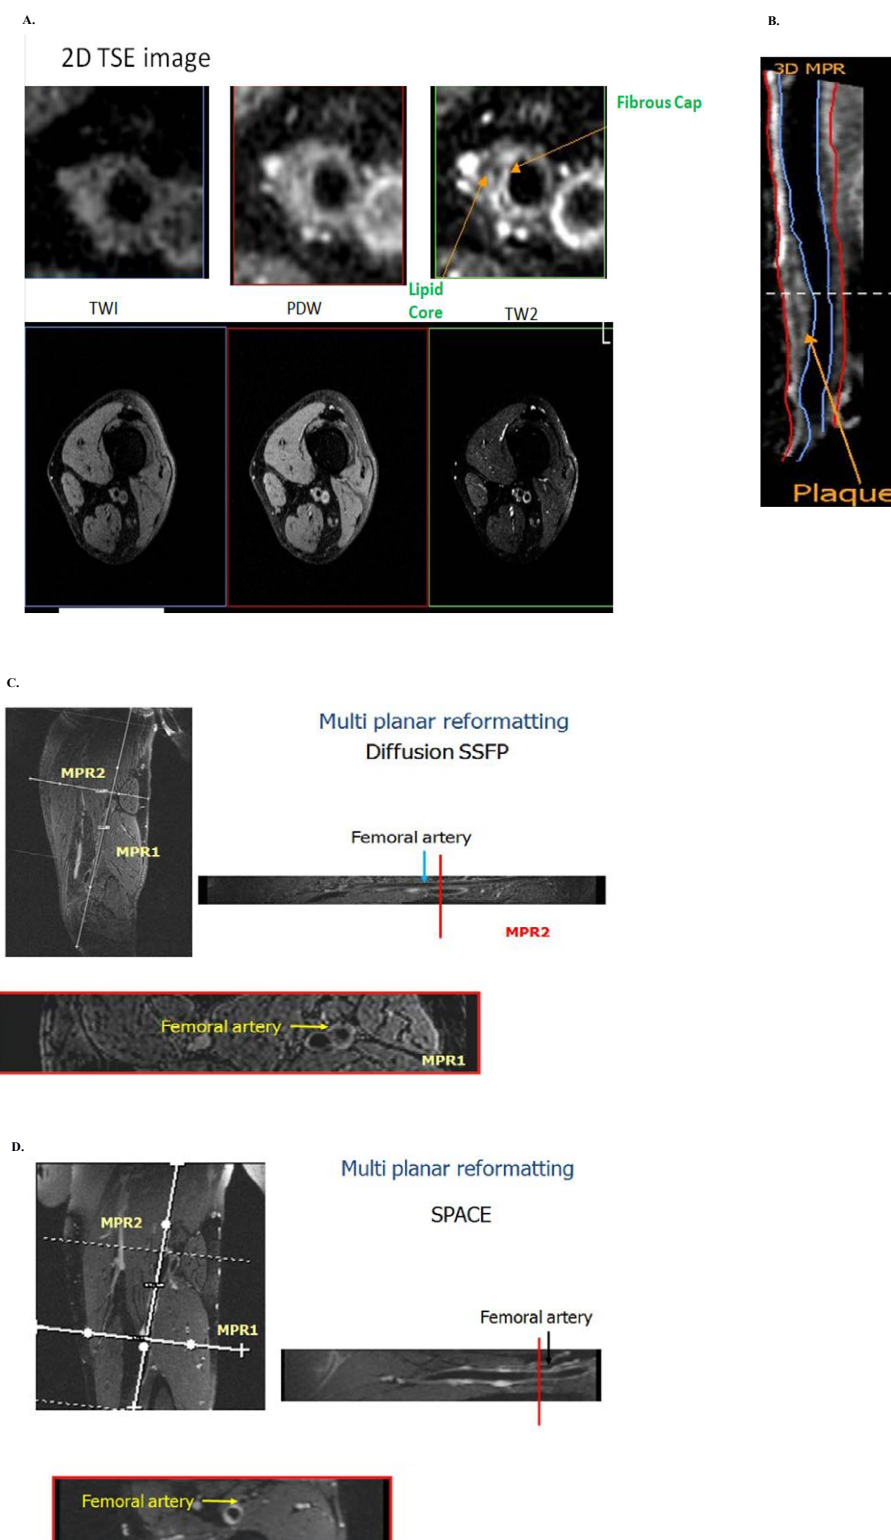 A.
B.
2D TSE image
3D MPR
Fibrous Cap
Lipid
Core
TWI
PDW
TW2
L
Plaque
C.
Multi planar reformatting
Diffusion SSFP
MPR2
MPR1
Femoral artery
MPR2
Femoral artery
MPR1
D.
Multi planar reformatting
SPACE
MPR2
MPR1
Femoral artery
Femoral artery